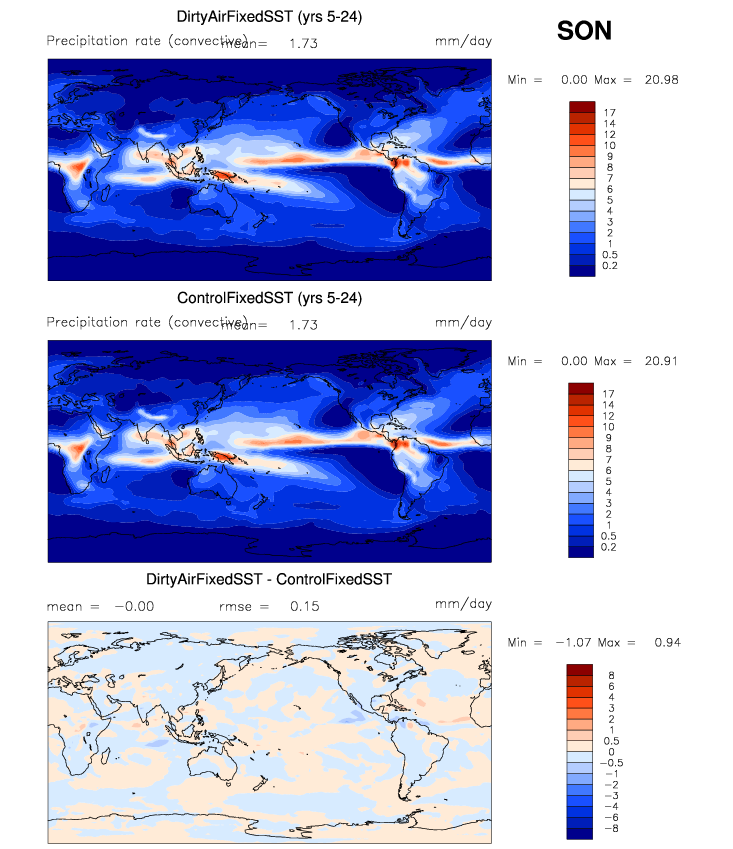 DirtyAirFixedSST (yrs 5-24)
SON
Precipitation rate (convective)
mean= 1.73
mm/day
Min = 0.00 Max = 20.98
17
14
12
10
9
8
7
6
5
4
3
2
1
0.5
0.2
ControlFixedSST (yrs 5-24)
Precipitation rate (convective)
mean= 1.73
mm/day
Min = 0.00 Max = 20.91
17
14
12
10
9
8
7
6
5
4
3
2
1
0.5
0.2
DirtyAirFixedSST - ControlFixedSST
mean = -0.00
rmse = 0.15
mm/day
Min = -1.07 Max = 0.94
8
6
4
3
2
1
0.5
0
-0.5
-1
-2
-3
-4
-6
-8